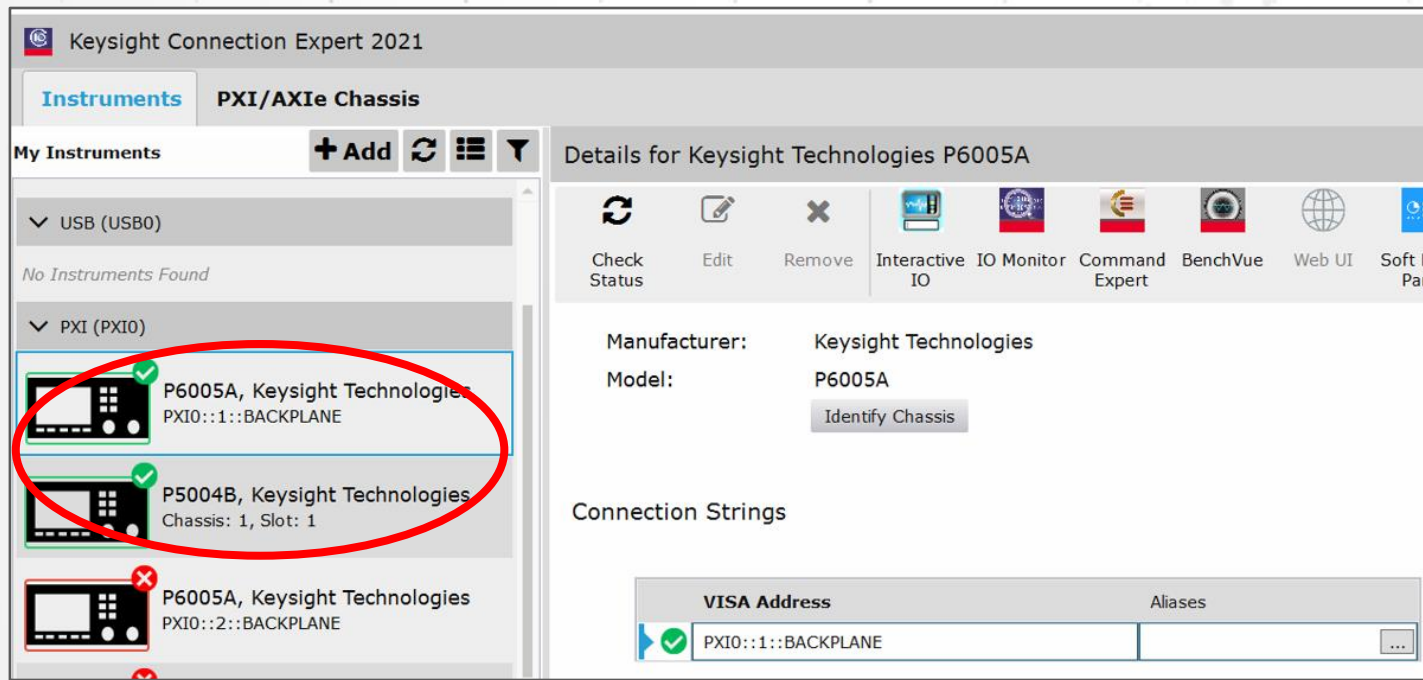 Keysight Connection Expert 2021
Instruments PXI/AXIe Chassis
My Instruments
Add
USB (USB0)
No Instruments Found
PXI (PXI0)
P6005A, Keysight Technologies
PXI0::1::BACKPLANE
P5004B, Keysight Technologies
Chassis: 1, Slot: 1
P6005A, Keysight Technologies
PXI0::2::BACKPLANE
Details for Keysight Technologies P6005A
Check
Status
Edit
Remove
Interactive
IO
IO Monitor
Command
Expert
BenchVue
Web UI
Soft
Manufacturer: Keysight Technologies
Model: P6005A
Identify Chassis
Connection Strings
VISA Address Aliases
PXI0::1::BACKPLANE ...